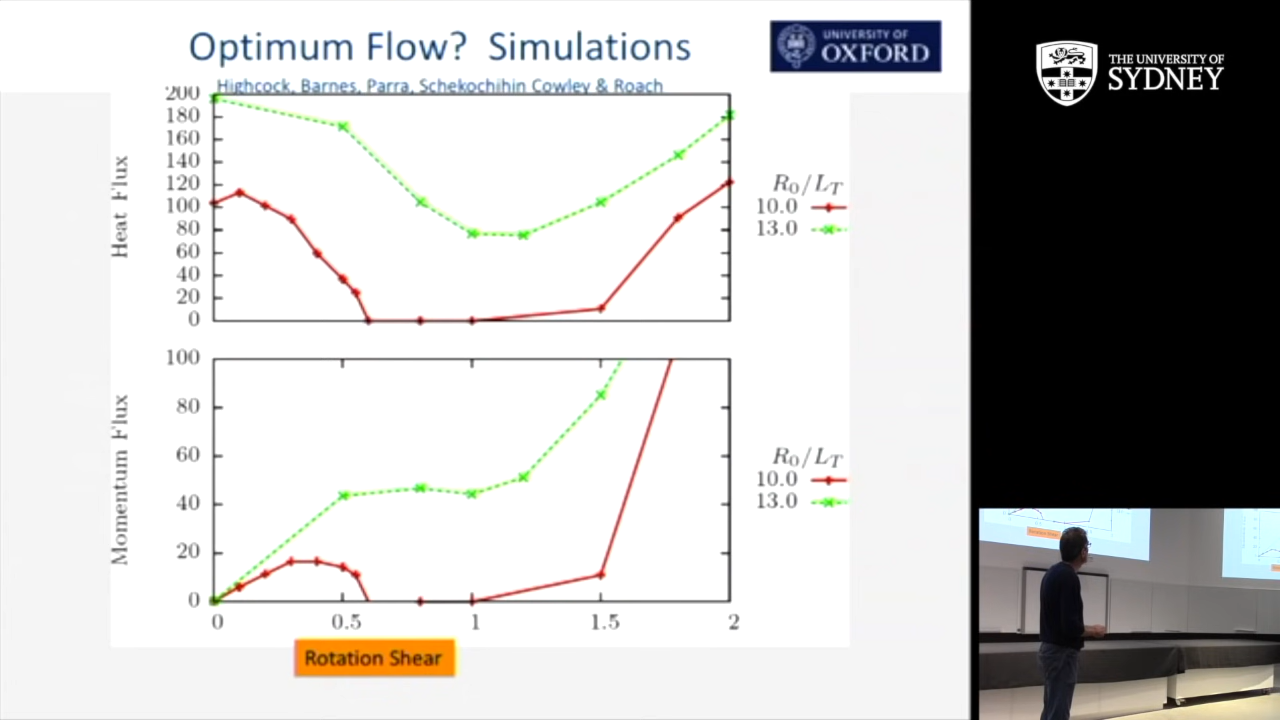 Optimum Flow? Simulations
UNIVERSITY OF
OXFORD
THE UNIVERSITY OF
SYDNEY
Highcock, Barnes, Parra, Schekochihin Cowley & Roach
Heat Flux
200
180
160
140
120
100
80
60
40
20
0
R0/LT
10.0
13.0
Momentum Flux
100
80
60
40
20
0
R0/LT
10.0
13.0
0 0.5 1 1.5 2
Rotation Shear